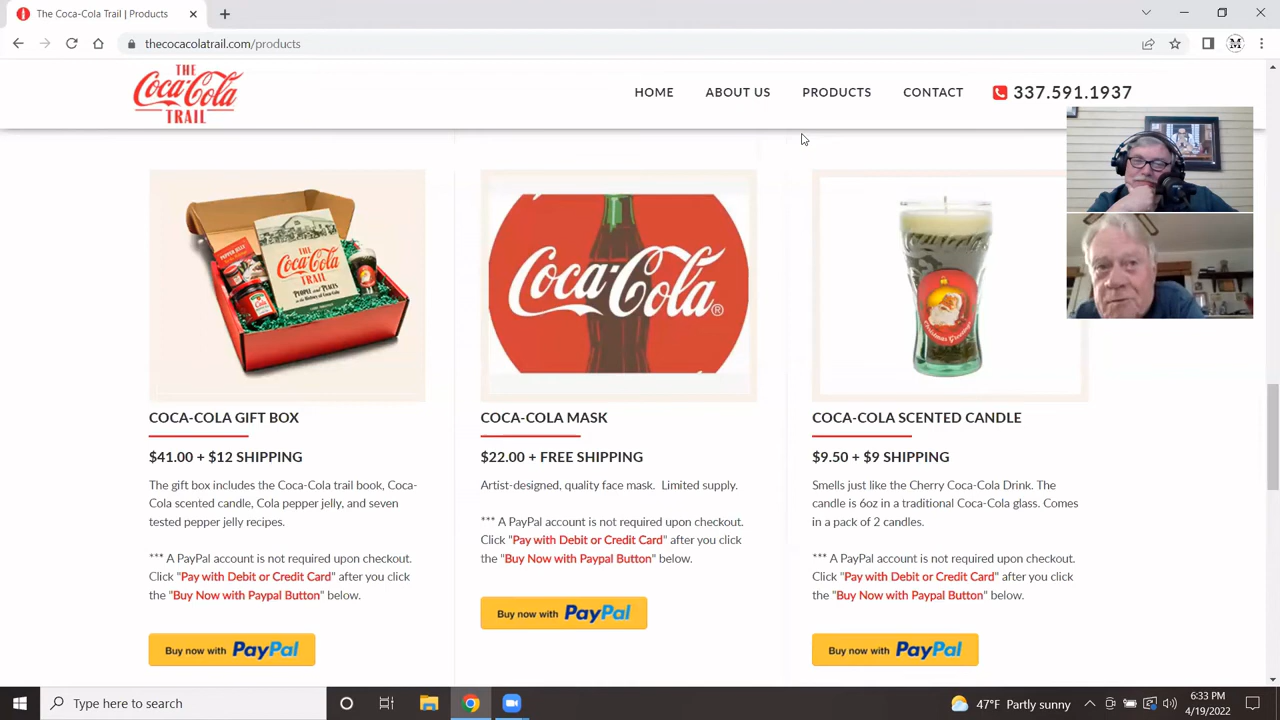 The Coca-Cola Trail | Products
thecocacolatrail.com/products
M
THE
Coca-Cola
TRAIL
HOME
ABOUT US
PRODUCTS
CONTACT
337.591.1937
PEPPER JELLY
THE
Coca-Cola
TRAIL
PEOPLE AND PLACES
Coca-Cola®
Christmas Greetings
COCA-COLA GIFT BOX
$41.00 + $12 SHIPPING
The gift box includes the Coca-Cola trail book, Coca-
Cola scented candle, Cola pepper jelly, and seven
tested pepper jelly recipes.
*** A PayPal account is not required upon checkout.
Click "Pay with Debit or Credit Card" after you click
the "Buy Now with Paypal Button" below.
Buy now with PayPal
COCA-COLA MASK
$22.00 + FREE SHIPPING
Artist-designed, quality face mask.  Limited supply.
*** A PayPal account is not required upon checkout.
Click "Pay with Debit or Credit Card" after you click
the "Buy Now with Paypal Button" below.
Buy now with PayPal
COCA-COLA SCENTED CANDLE
$9.50 + $9 SHIPPING
Smells just like the Cherry Coca-Cola Drink. The
candle is 6oz in a traditional Coca-Cola glass. Comes
in a pack of 2 candles.
*** A PayPal account is not required upon checkout.
Click "Pay with Debit or Credit Card" after you click
the "Buy Now with Paypal Button" below.
Buy now with PayPal
Type here to search
47°F Partly sunny
6:33 PM
4/19/2022